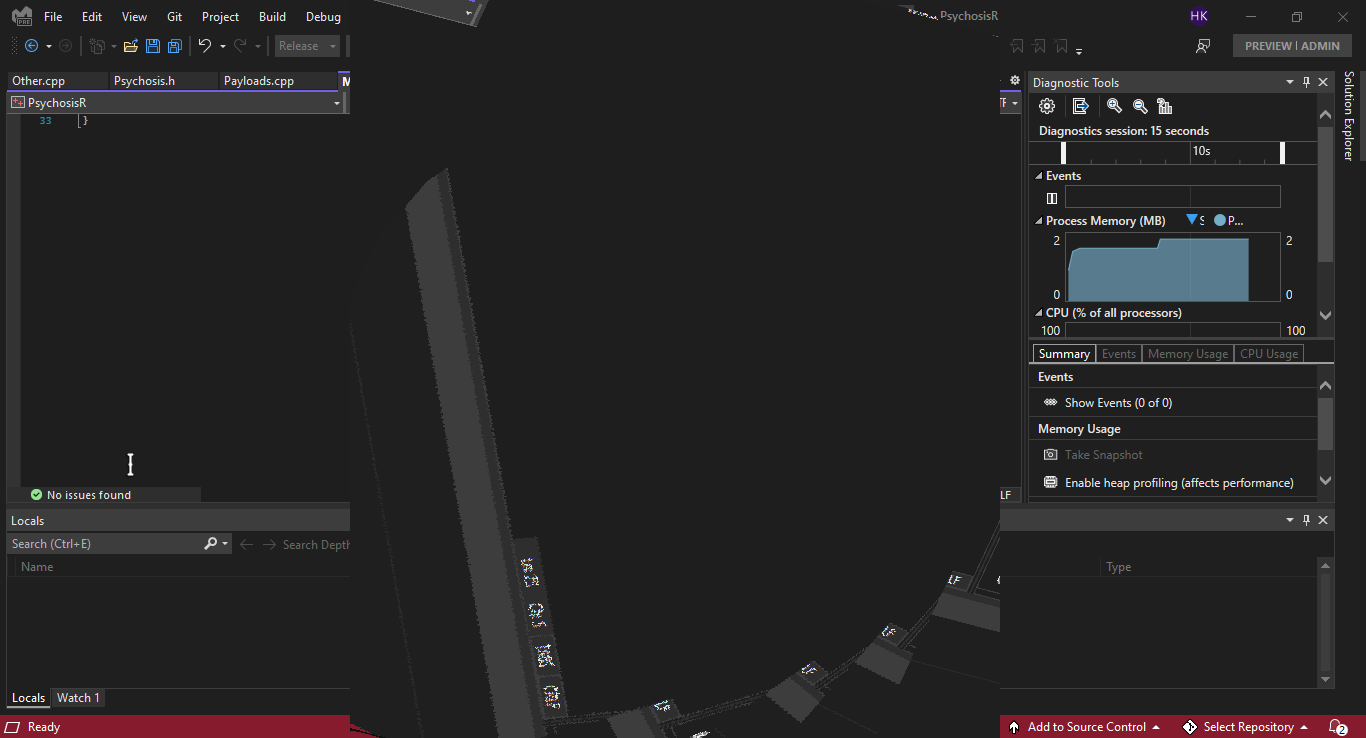 PRE File Edit View Git Project Build Debug PsychosisR HK
Release PREVIEW | ADMIN
Other.cpp Psychosis.h Payloads.cpp M Diagnostic Tools
PsychosisR
33 }
Diagnostics session: 15 seconds
10s
Events
Process Memory (MB) S P...
2 2
0 0
CPU (% of all processors)
100 100
Summary Events Memory Usage CPU Usage
Events
Show Events (0 of 0)
Memory Usage
Take Snapshot
Enable heap profiling (affects performance)
No issues found LF
Locals
Search (Ctrl+E) Search Depth
Name Type
LF
Locals Watch 1
Ready Add to Source Control Select Repository 2
Solution Explorer